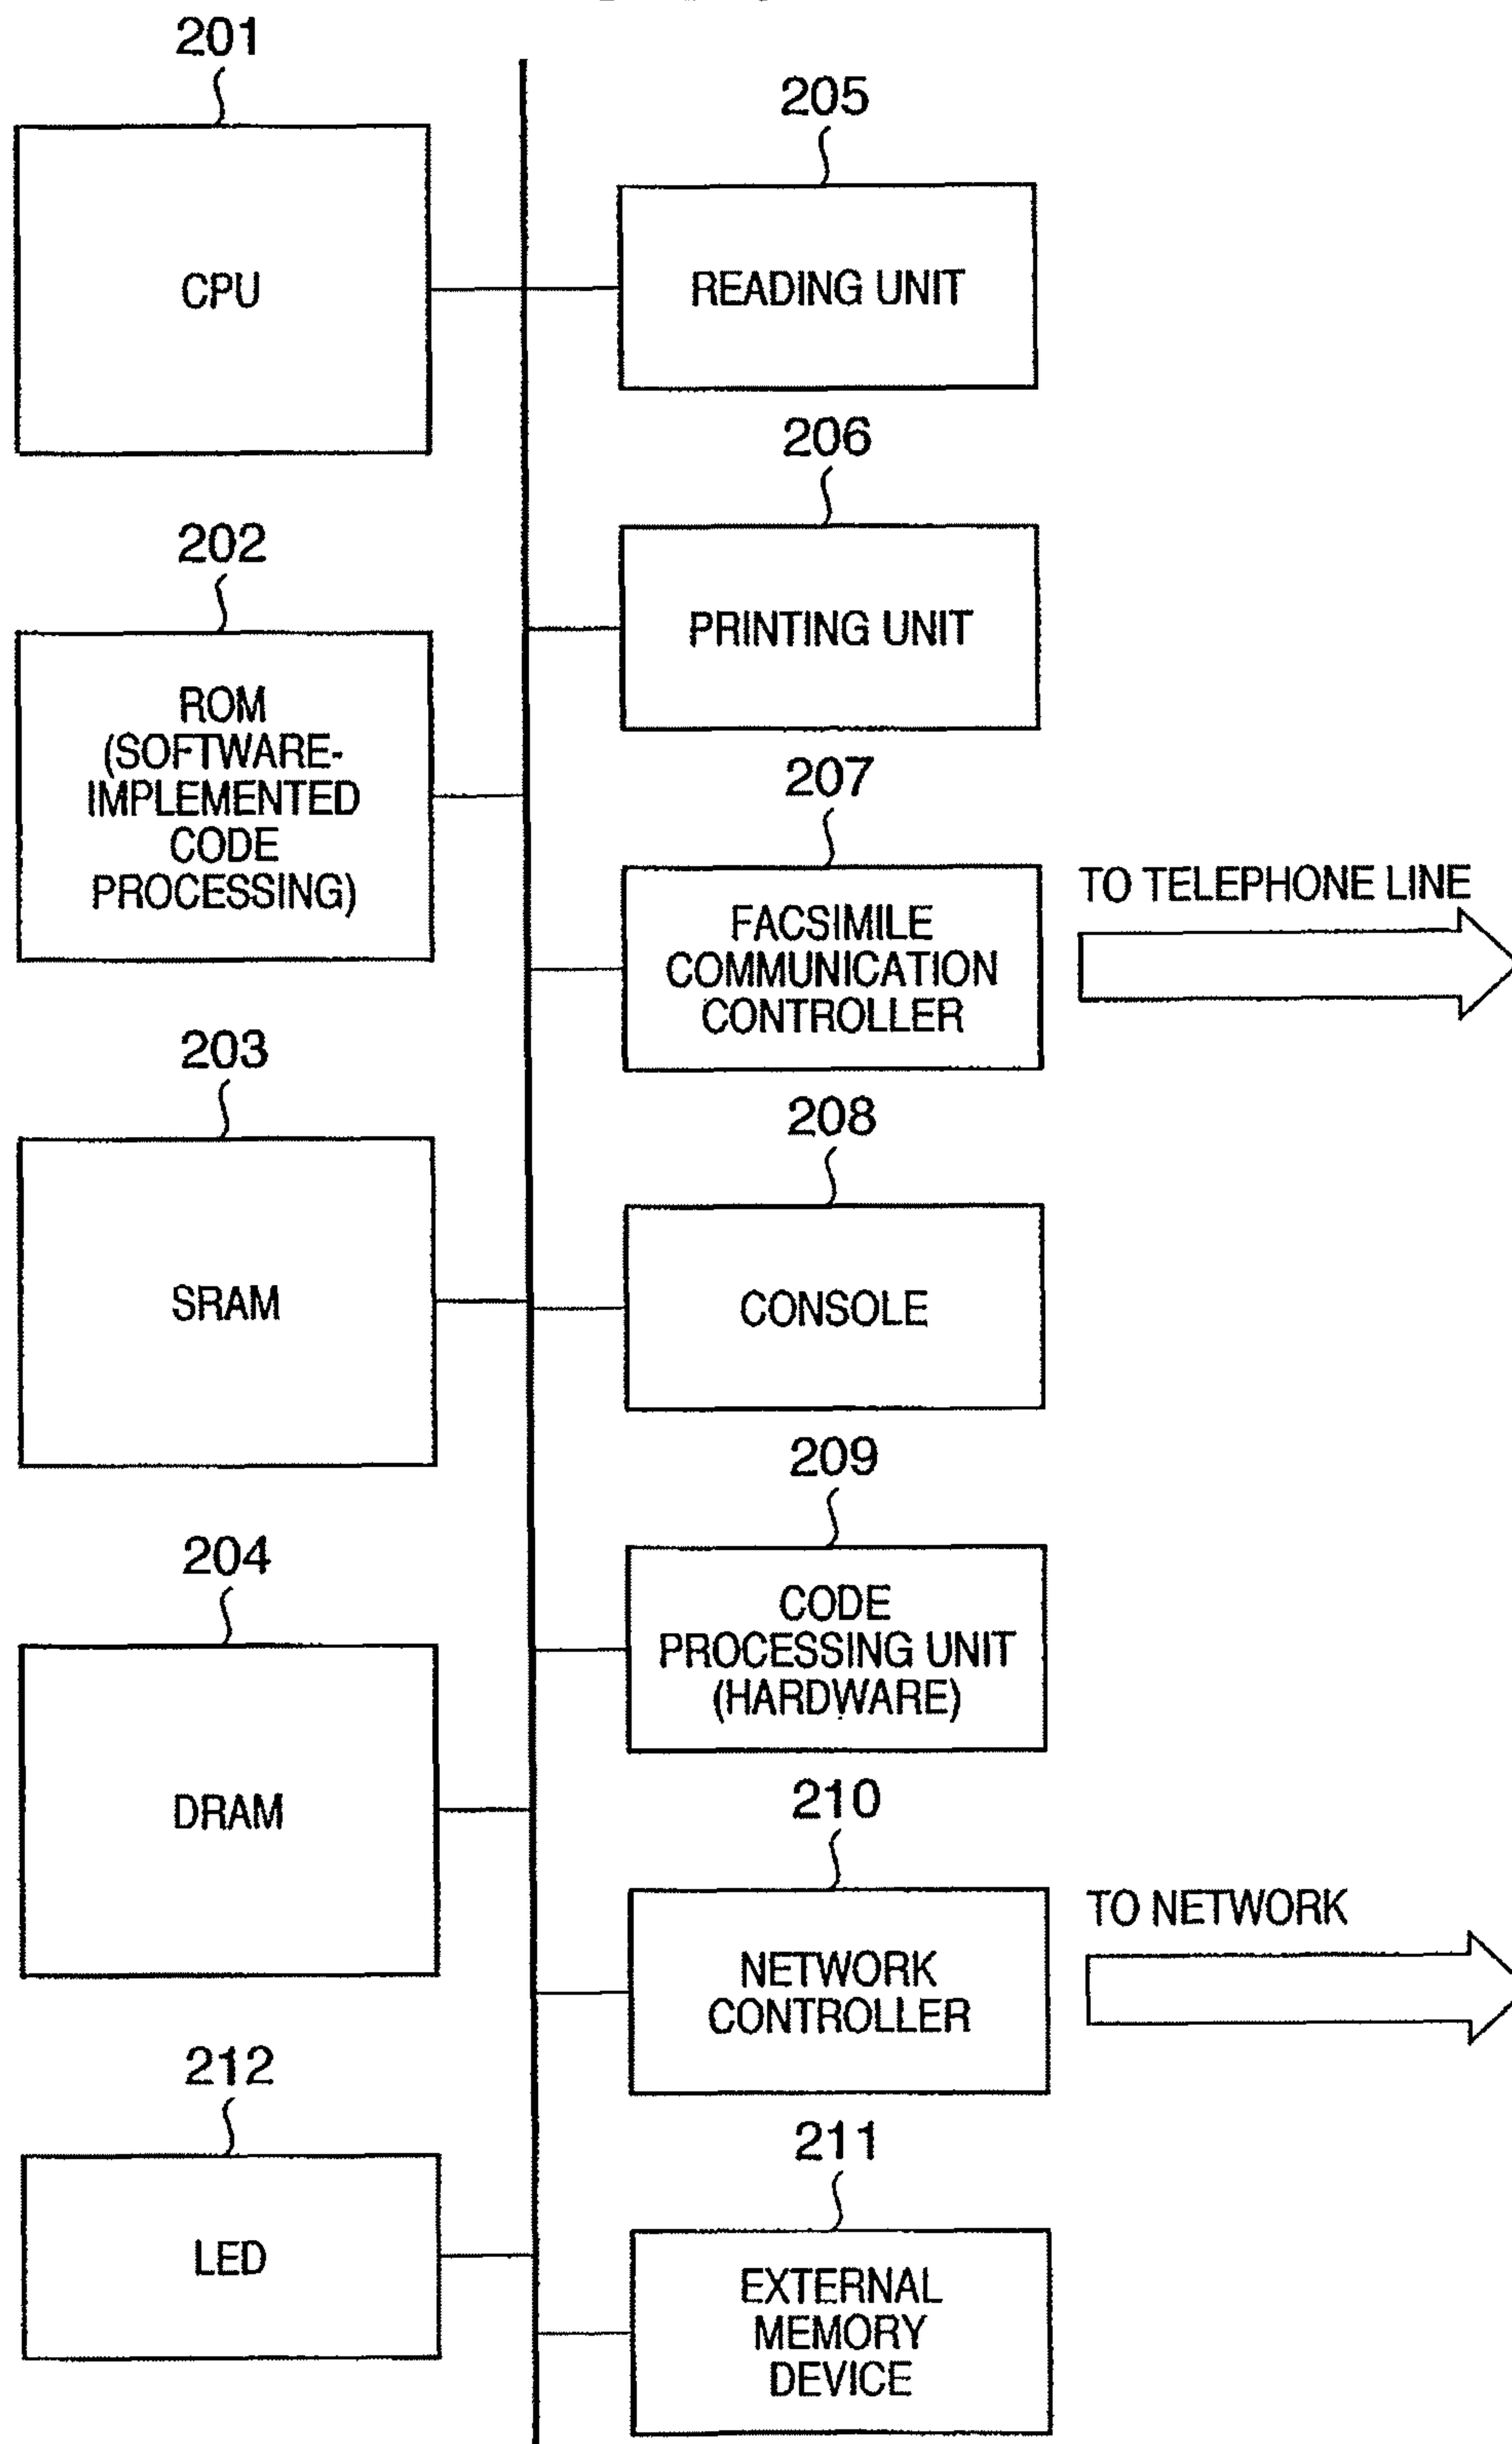 201
CPU
202
ROM
(SOFTWARE-
IMPLEMENTED
CODE
PROCESSING)
203
SRAM
204
DRAM
212
LED
205
READING UNIT
206
PRINTING UNIT
207
FACSIMILE
COMMUNICATION
CONTROLLER
TO TELEPHONE LINE
208
CONSOLE
209
CODE
PROCESSING UNIT
(HARDWARE)
210
NETWORK
CONTROLLER
TO NETWORK
211
EXTERNAL
MEMORY
DEVICE